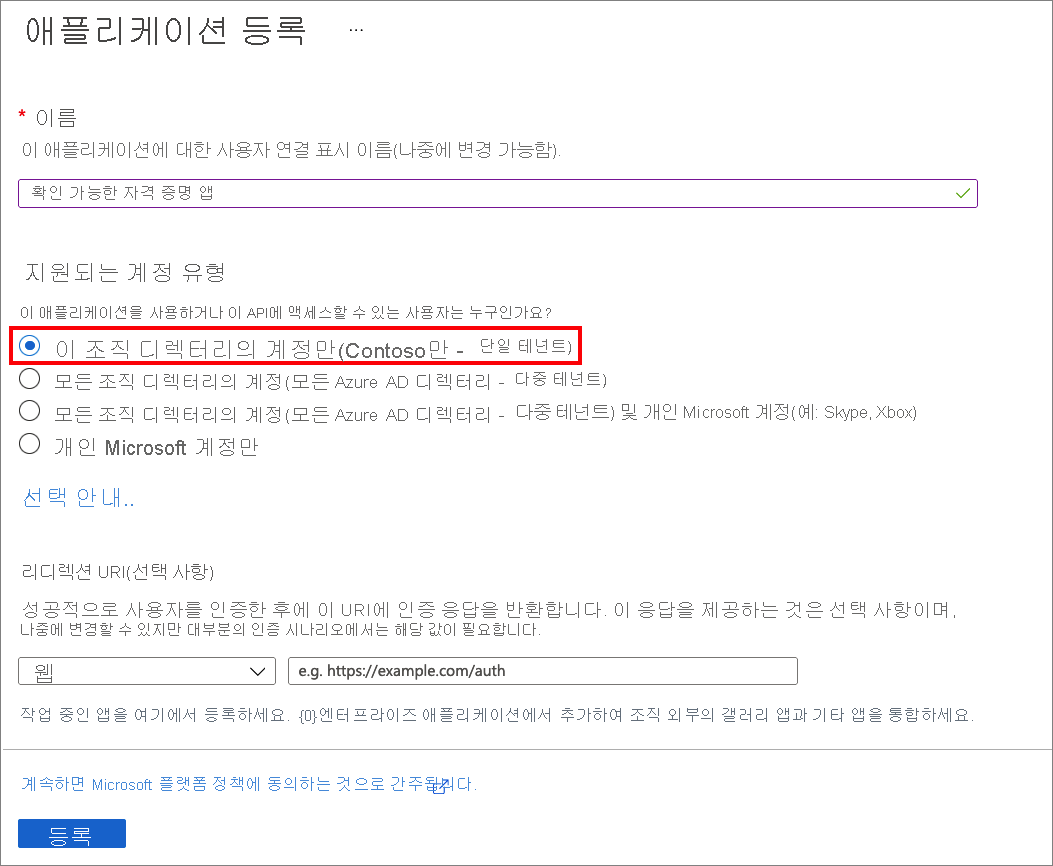 애플리케이션 등록 ...
* 이름
이 애플리케이션에 대한 사용자 연결 표시 이름(나중에 변경 가능함).
확인 가능한 자격 증명 앱
지원되는 계정 유형
이 애플리케이션을 사용하거나 이 API에 액세스할 수 있는 사용자는 누구인가요?
이 조직 디렉터리의 계정만(Contoso만 - 단일 테넌트)
모든 조직 디렉터리의 계정(모든 Azure AD 디렉터리 - 다중 테넌트)
모든 조직 디렉터리의 계정(모든 Azure AD 디렉터리 - 다중 테넌트) 및 개인 Microsoft 계정(예: Skype, Xbox)
개인 Microsoft 계정만
선택 안내..
리디렉션 URI(선택 사항)
성공적으로 사용자를 인증한 후에 이 URI에 인증 응답을 반환합니다. 이 응답을 제공하는 것은 선택 사항이며,
나중에 변경할 수 있지만 대부분의 인증 시나리오에서는 해당 값이 필요합니다.
웹 e.g. https://example.com/auth
작업 중인 앱을 여기에서 등록하세요. {0}엔터프라이즈 애플리케이션에서 추가하여 조직 외부의 갤러리 앱과 기타 앱을 통합하세요.
계속하면 Microsoft 플랫폼 정책에 동의하는 것으로 간주됩니다.
등록